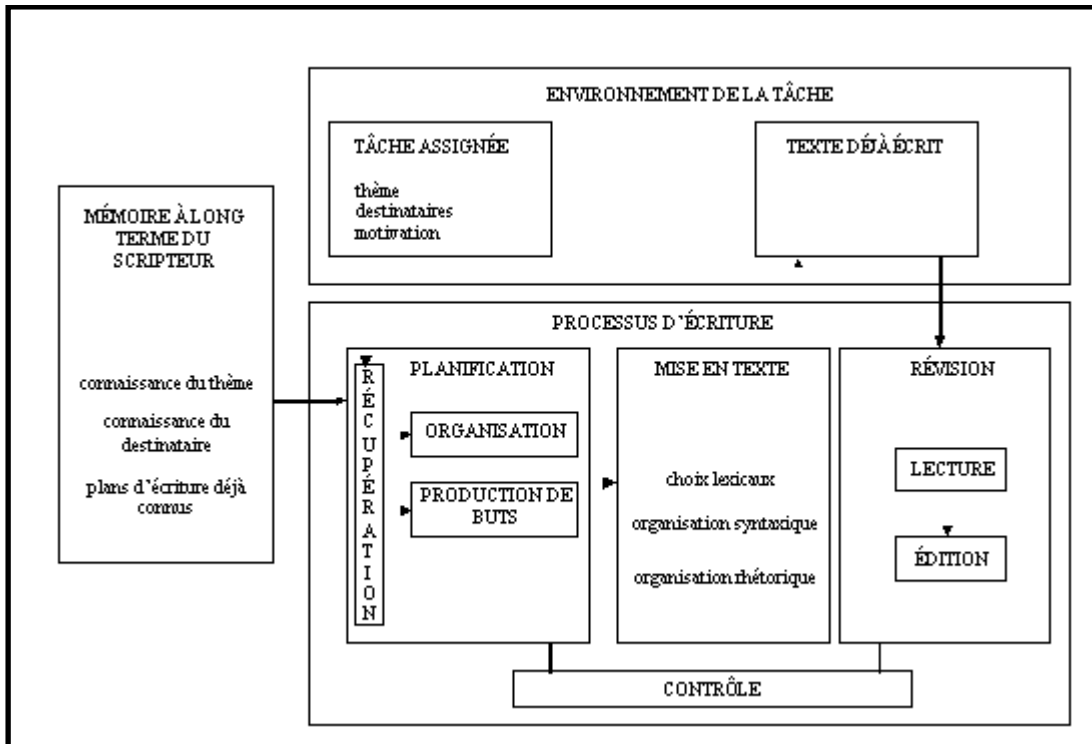 ENVIRONNEMENT DE LA TÂCHE
TÂCHE ASSIGNÉE
thème
destinataires
motivation
TEXTE DÉJÀ ÉCRIT
MÉMOIRE À LONG
TERME DU
SCRIPTEUR
connaissance du thème
connaissance du
destinataire
plans d'écriture déjà
connus
PROCESSUS D'ÉCRITURE
RÉCUPÉRATION
PLANIFICATION
ORGANISATION
PRODUCTION DE
BUTS
MISE EN TEXTE
choix lexicaux
organisation syntaxique
organisation rhétorique
RÉVISION
LECTURE
ÉDITION
CONTRÔLE